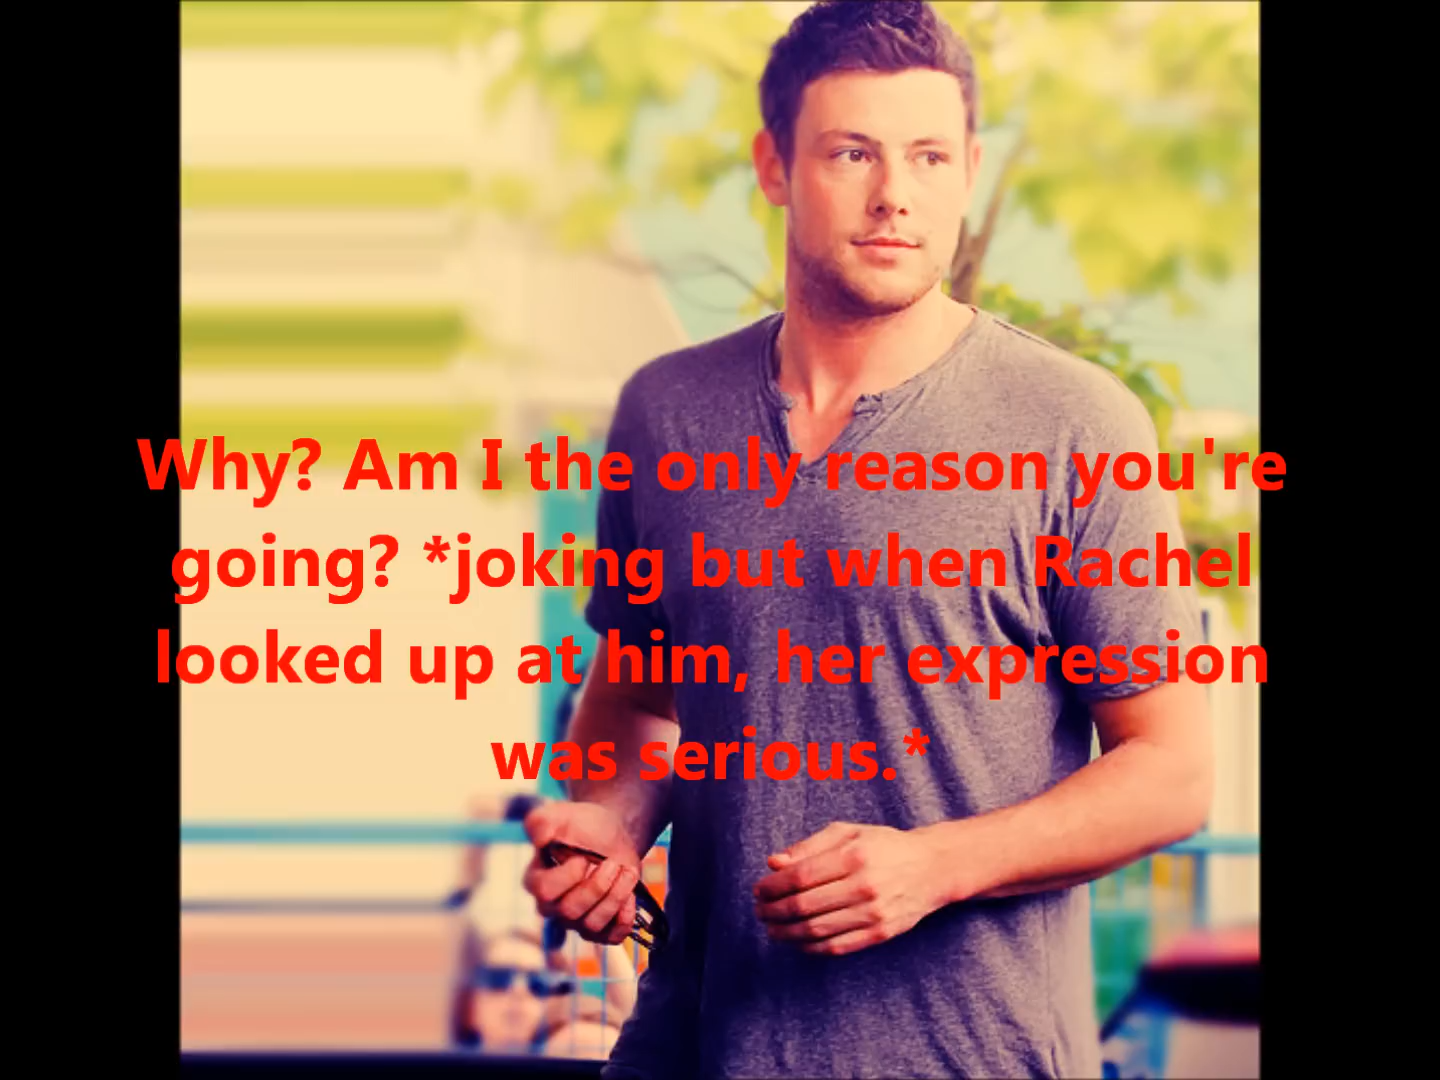 Why? Am I the only reason you're
going? *joking but when Rachel
looked up at him, her expression
was serious.*